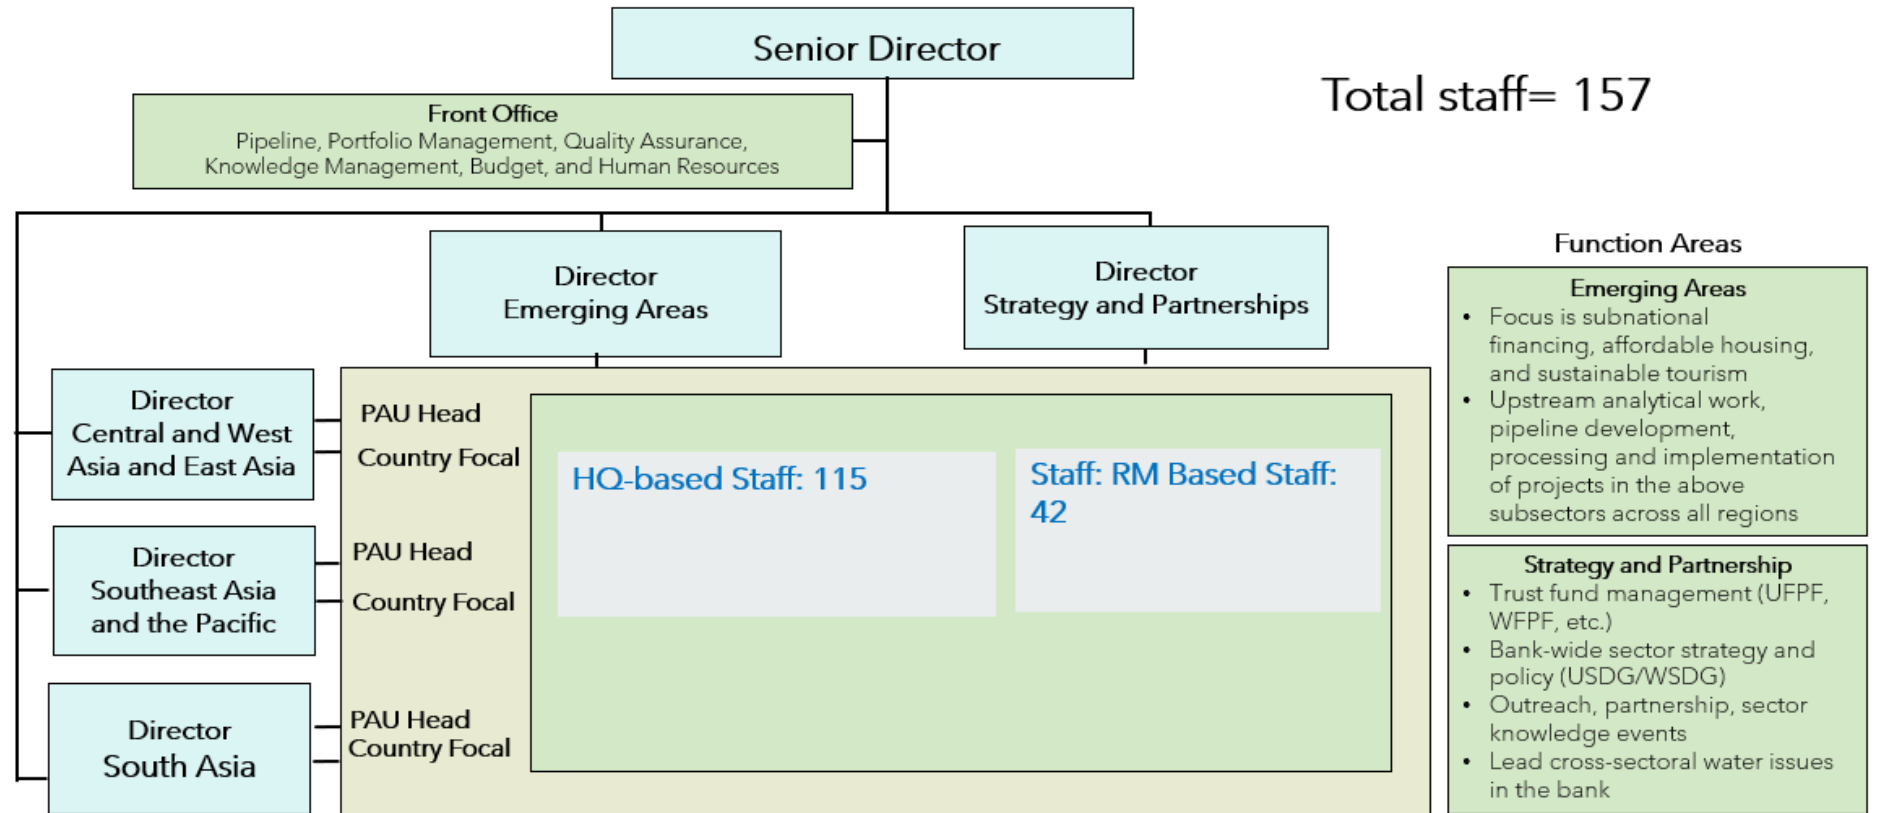 Senior Director
Total staff= 157
Front Office
Pipeline, Portfolio Management, Quality Assurance,
Knowledge Management, Budget, and Human Resources
Director
Emerging Areas
Director
Strategy and Partnerships
Director
Central and West
Asia and East Asia
PAU Head
Country Focal
Director
Southeast Asia
and the Pacific
PAU Head
Country Focal
Director
South Asia
PAU Head
Country Focal
HQ-based Staff: 115
Staff: RM Based Staff:
42
Function Areas
Emerging Areas
• Focus is subnational
financing, affordable housing,
and sustainable tourism
• Upstream analytical work,
pipeline development,
processing and implementation
of projects in the above
subsectors across all regions
Strategy and Partnership
• Trust fund management (UFPF,
WFPF, etc.)
• Bank-wide sector strategy and
policy (USDG/WSDG)
• Outreach, partnership, sector
knowledge events
• Lead cross-sectoral water issues
in the bank